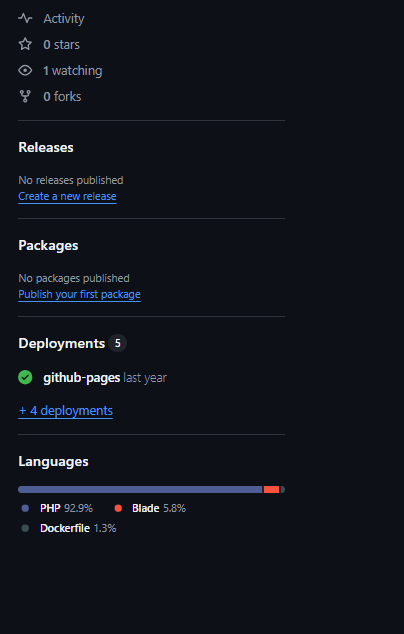 Activity
0 stars
1 watching
0 forks
Releases
No releases published
Create a new release
Packages
No packages published
Publish your first package
Deployments 5
github-pages last year
+ 4 deployments
Languages
PHP 92.9% Blade 5.8%
Dockerfile 1.3%